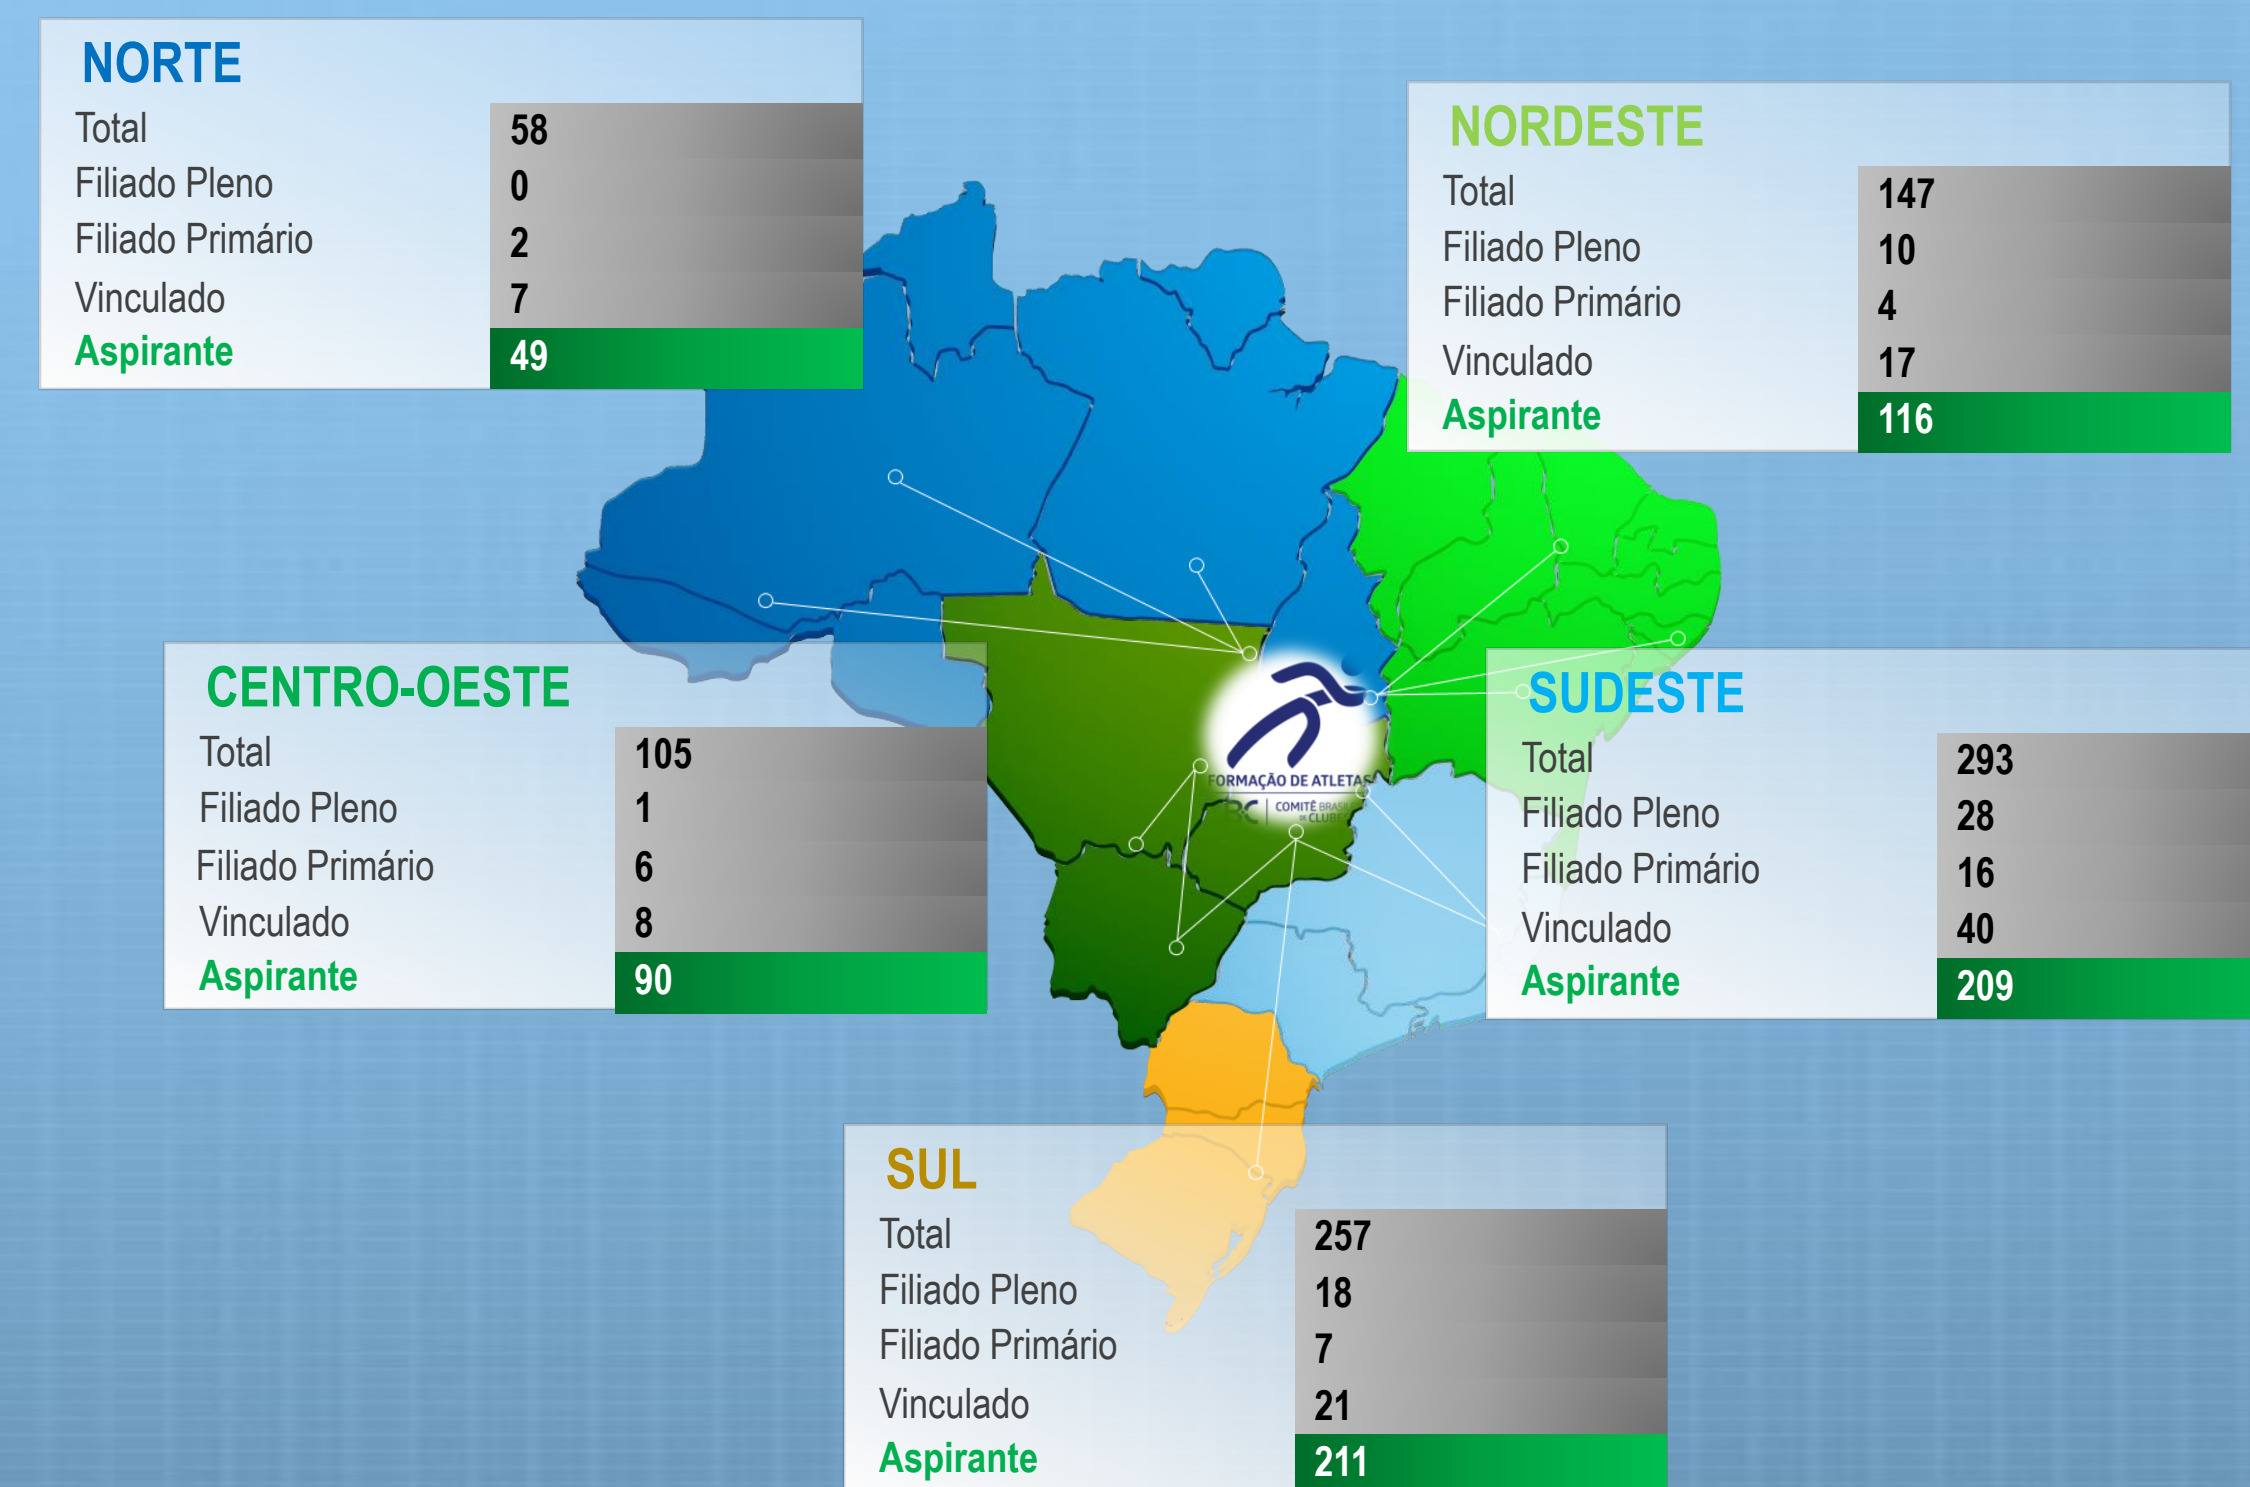 NORTE
Total 58
Filiado Pleno 0
Filiado Primário 2
Vinculado 7
Aspirante 49
NORDESTE
Total 147
Filiado Pleno 10
Filiado Primário 4
Vinculado 17
Aspirante 116
CENTRO-OESTE
Total 105
Filiado Pleno 1
Filiado Primário 6
Vinculado 8
Aspirante 90
FORMAÇÃO DE ATLETAS
COMITÊ
DE CLUBES
SUDESTE
Total 293
Filiado Pleno 28
Filiado Primário 16
Vinculado 40
Aspirante 209
SUL
Total 257
Filiado Pleno 18
Filiado Primário 7
Vinculado 21
Aspirante 211